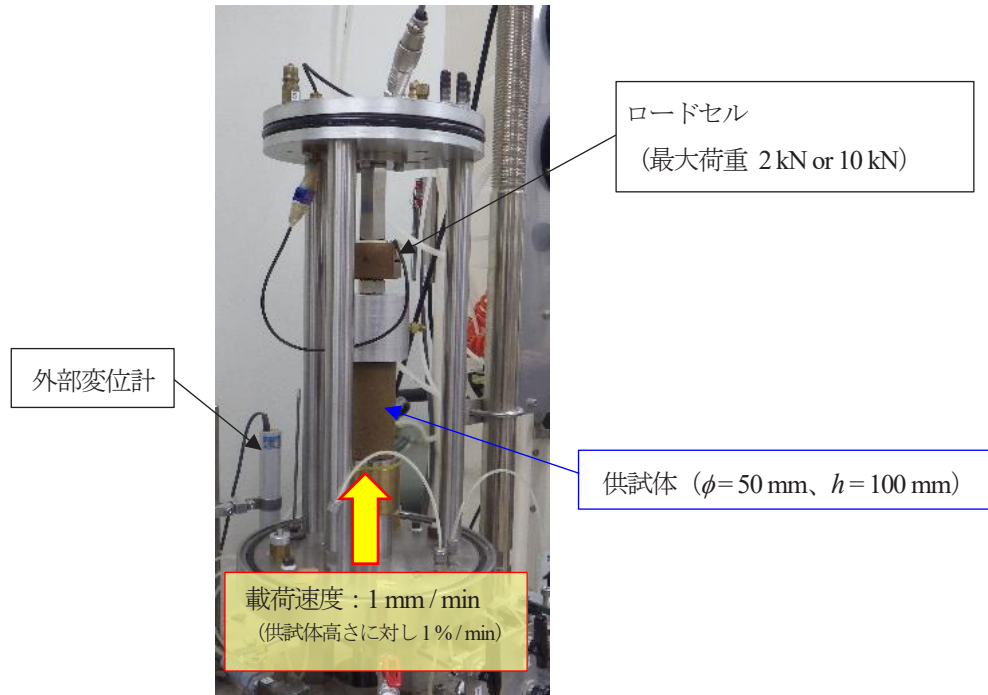 ロードセル
（最大荷重 2 kN or 10 kN）
外部変位計
供試体（ϕ = 50 mm、h = 100 mm）
載荷速度：1 mm / min
（供試体高さに対し 1 % / min）